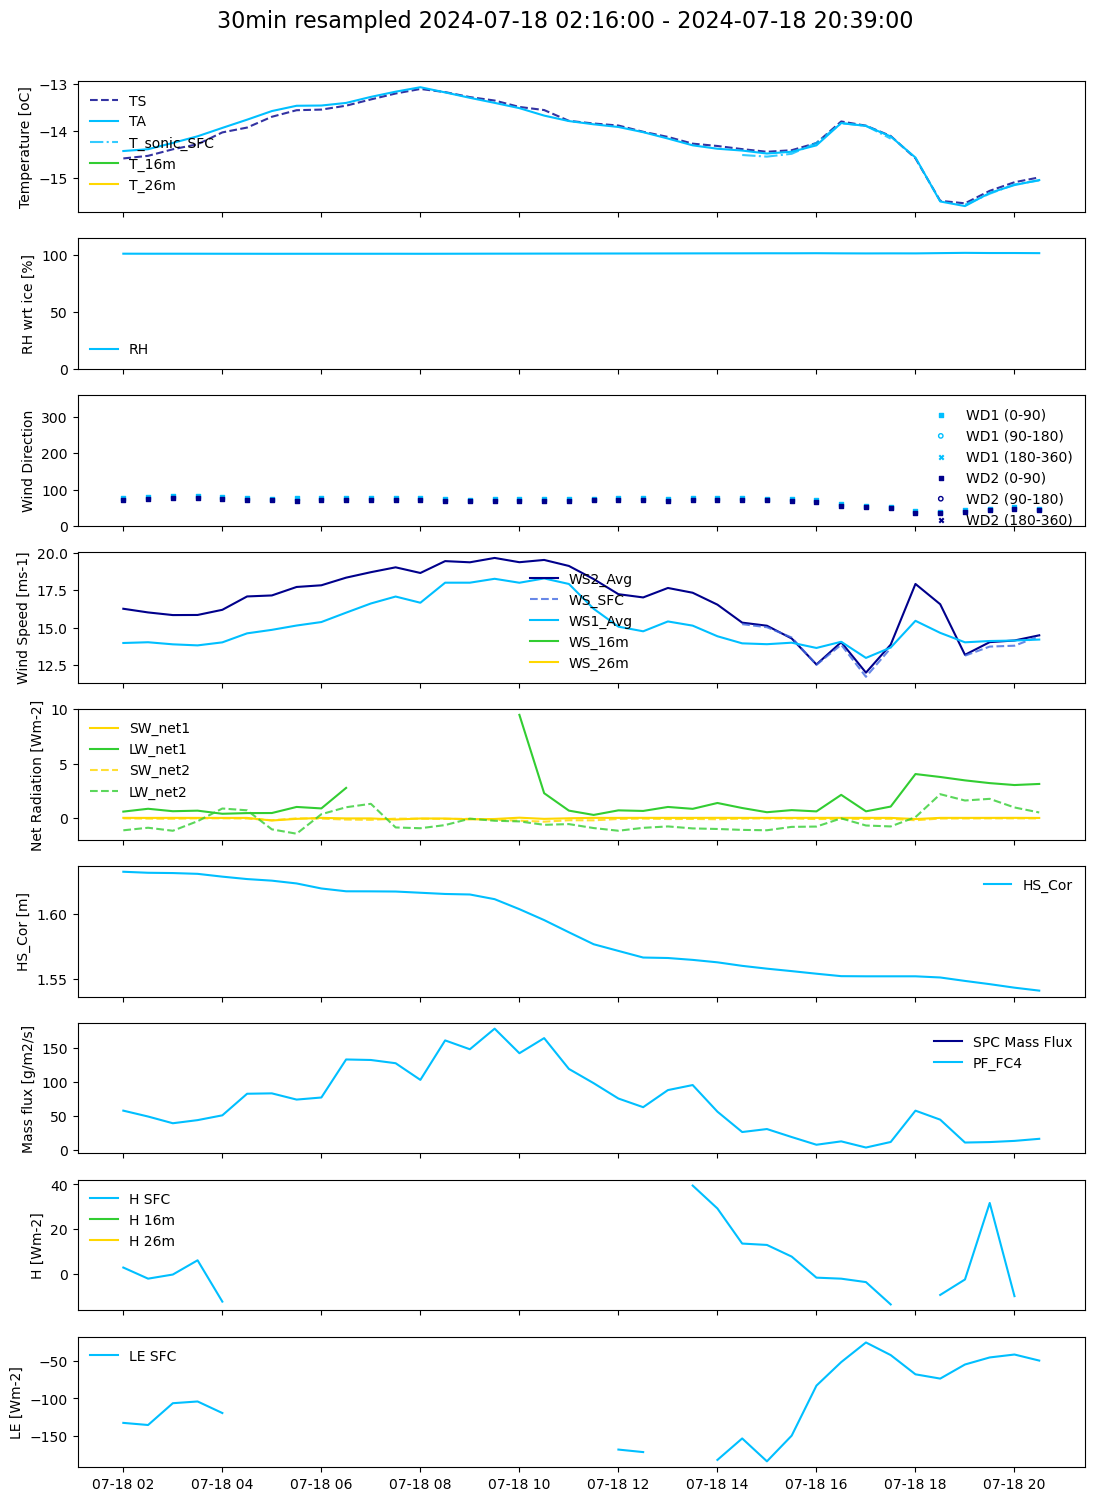 30min resampled 2024-07-18 02:16:00 - 2024-07-18 20:39:00
Temperature [oC]
−13
−14
−15
TS
TA
T_sonic_SFC
T_16m
T_26m
RH wrt ice [%]
100
50
0
RH
Wind Direction
300
200
100
0
WD1 (0-90)
WD1 (90-180)
WD1 (180-360)
WD2 (0-90)
WD2 (90-180)
WD2 (180-360)
Wind Speed [ms-1]
20.0
17.5
15.0
12.5
WS2_Avg
WS_SFC
WS1_Avg
WS_16m
WS_26m
Net Radiation [Wm-2]
10
5
0
SW_net1
LW_net1
SW_net2
LW_net2
HS_Cor [m]
1.60
1.55
HS_Cor
Mass flux [g/m2/s]
150
100
50
0
SPC Mass Flux
PF_FC4
H [Wm-2]
40
20
0
H SFC
H 16m
H 26m
LE [Wm-2]
−50
−100
−150
LE SFC
07-18 02 07-18 04 07-18 06 07-18 08 07-18 10 07-18 12 07-18 14 07-18 16 07-18 18 07-18 20